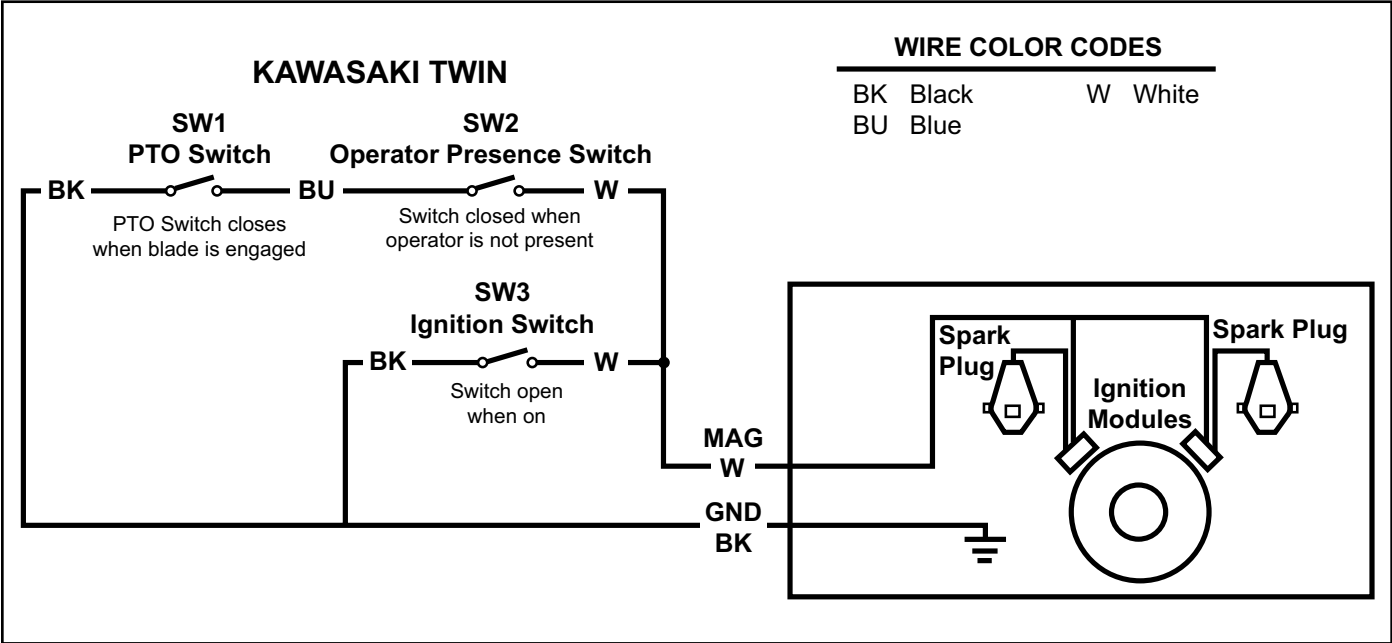 KAWASAKI TWIN
WIRE COLOR CODES
BK Black W White
BU Blue
SW1
PTO Switch
SW2
Operator Presence Switch
BK
BU
W
PTO Switch closes
when blade is engaged
Switch closed when
operator is not present
SW3
Ignition Switch
BK
W
Switch open
when on
MAG
W
GND
BK
Spark
Plug
Spark Plug
Ignition
Modules